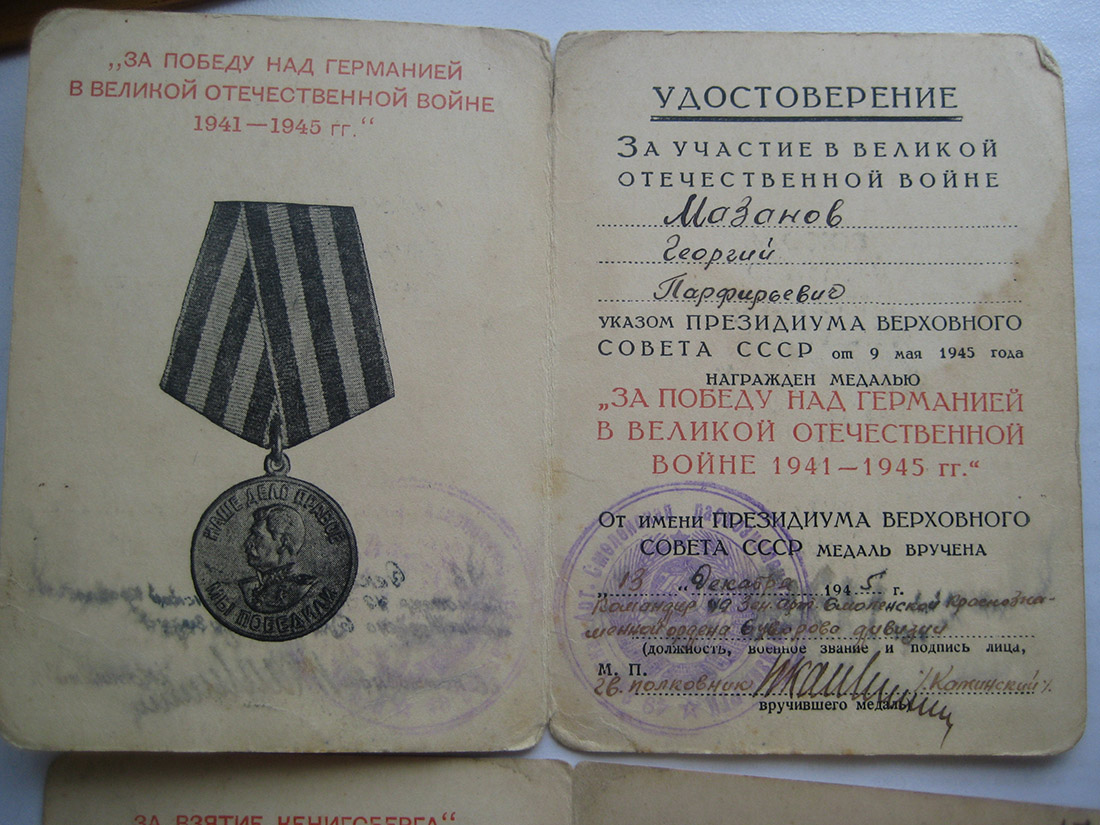 „ЗА ПОБЕДУ НАД ГЕРМАНИЕЙ
В ВЕЛИКОЙ ОТЕЧЕСТВЕННОЙ ВОЙНЕ
1941—1945 гг.“
НАШЕ ДЕЛО ПРАВОЕ
МЫ ПОБЕДИЛИ
УДОСТОВЕРЕНИЕ
ЗА УЧАСТИЕ В ВЕЛИКОЙ
ОТЕЧЕСТВЕННОЙ ВОЙНЕ
Мазанов
Георгий
Парфирьевич
УКАЗОМ ПРЕЗИДИУМА ВЕРХОВНОГО
СОВЕТА СССР от 9 мая 1945 года
НАГРАЖДЕН МЕДАЛЬЮ
„ЗА ПОБЕДУ НАД ГЕРМАНИЕЙ
В ВЕЛИКОЙ ОТЕЧЕСТВЕННОЙ
ВОЙНЕ 1941—1945 гг.“
ОТ ИМЕНИ ПРЕЗИДИУМА ВЕРХОВНОГО
СОВЕТА СССР МЕДАЛЬ ВРУЧЕНА
„13“ декабря 1945 г.
Командир 49 Зен. Арт. Смоленской Краснозна-
менной ордена Суворова дивизии
(должность, военное звание и подпись лица,
М. П.
Гв. полковник /Каминский/.
вручившего медаль)
ЗА ВЗЯТИЕ КЕНИГСБЕРГА“